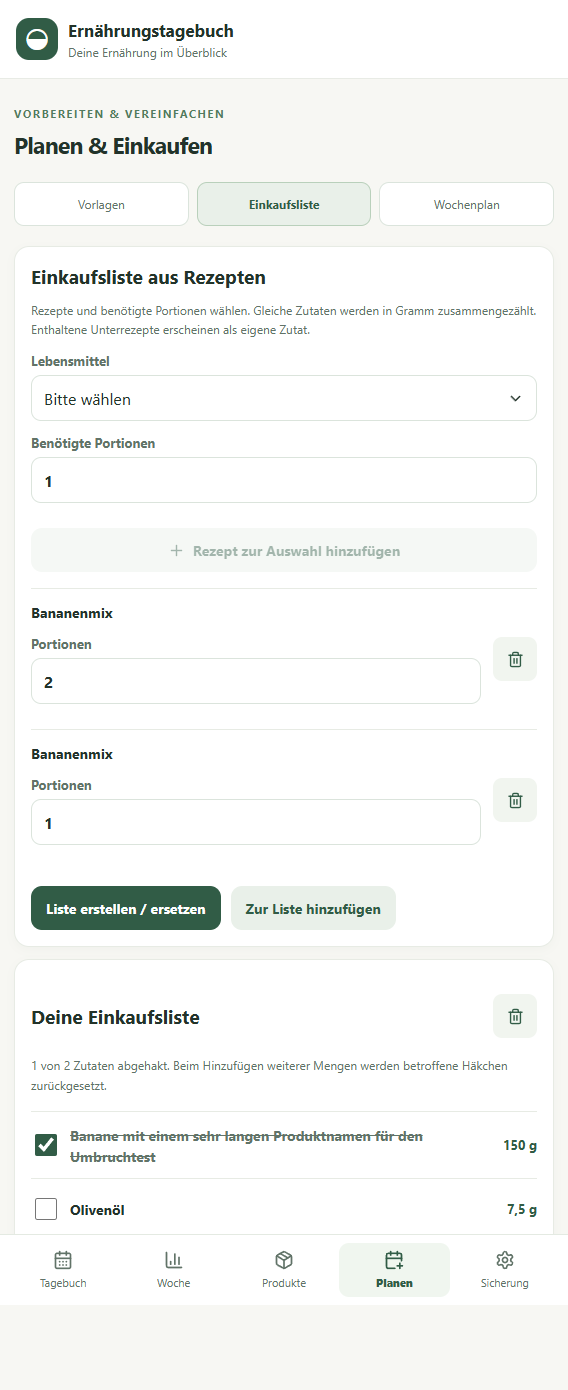 Ernährungstagebuch
Deine Ernährung im Überblick
VORBEREITEN & VEREINFACHEN
Planen & Einkaufen
Vorlagen
Einkaufsliste
Wochenplan
Einkaufsliste aus Rezepten
Rezepte und benötigte Portionen wählen. Gleiche Zutaten werden in Gramm zusammengezählt.
Enthaltene Unterrezepte erscheinen als eigene Zutat.
Lebensmittel
Bitte wählen
Benötigte Portionen
1
Rezept zur Auswahl hinzufügen
Bananenmix
Portionen
2
Bananenmix
Portionen
1
Liste erstellen / ersetzen
Zur Liste hinzufügen
Deine Einkaufsliste
1 von 2 Zutaten abgehakt. Beim Hinzufügen weiterer Mengen werden betroffene Häkchen
zurückgesetzt.
Banane mit einem sehr langen Produktnamen für den
Umbruchtest
150 g
Olivenöl
7,5 g
Tagebuch
Woche
Produkte
Planen
Sicherung